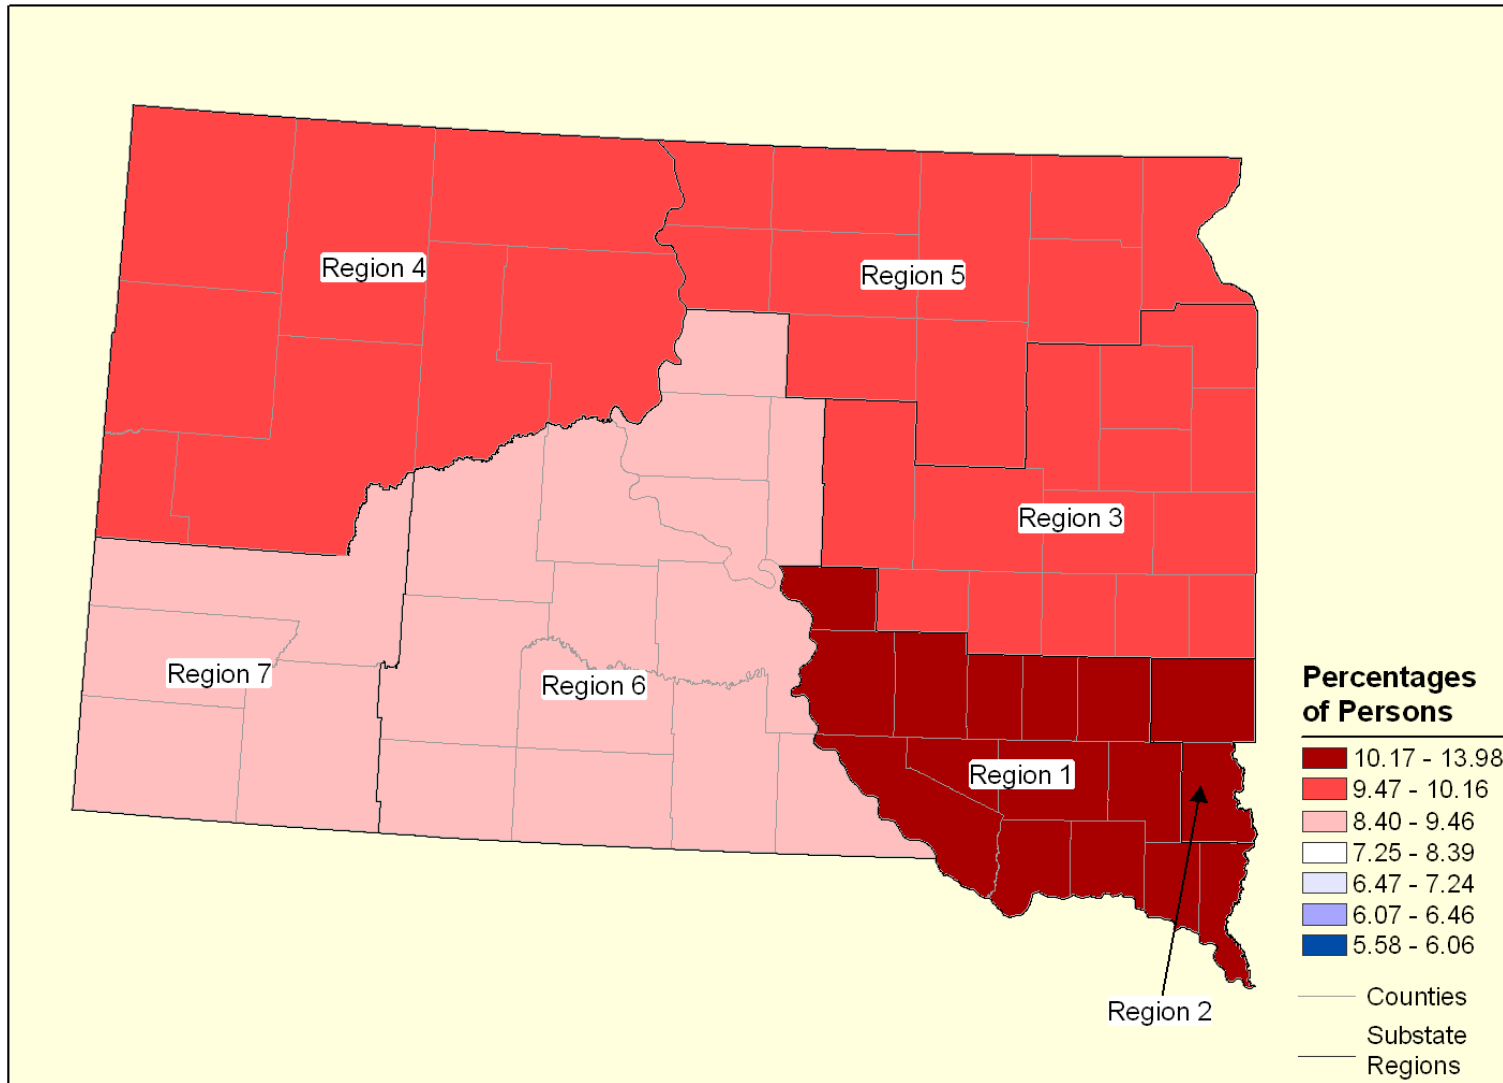 Region 4
Region 5
Region 3
Region 7
Region 6
Region 1
Region 2
Percentages
of Persons
10.17 - 13.98
9.47 - 10.16
8.40 - 9.46
7.25 - 8.39
6.47 - 7.24
6.07 - 6.46
5.58 - 6.06
Counties
Substate
Regions